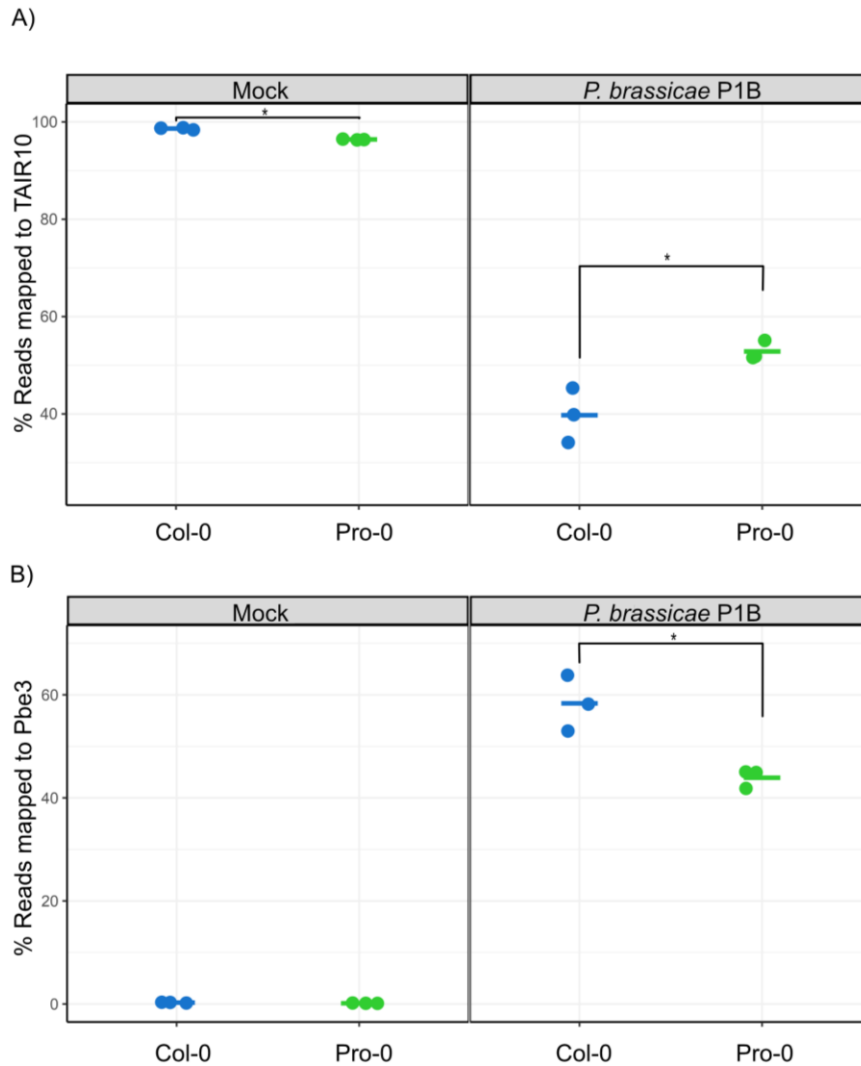 A)
Mock
P. brassicae P1B
% Reads mapped to TAIR10
100
80
60
40
*
*
Col-0
Pro-0
Col-0
Pro-0
B)
Mock
P. brassicae P1B
% Reads mapped to Pbe3
60
40
20
0
*
Col-0
Pro-0
Col-0
Pro-0